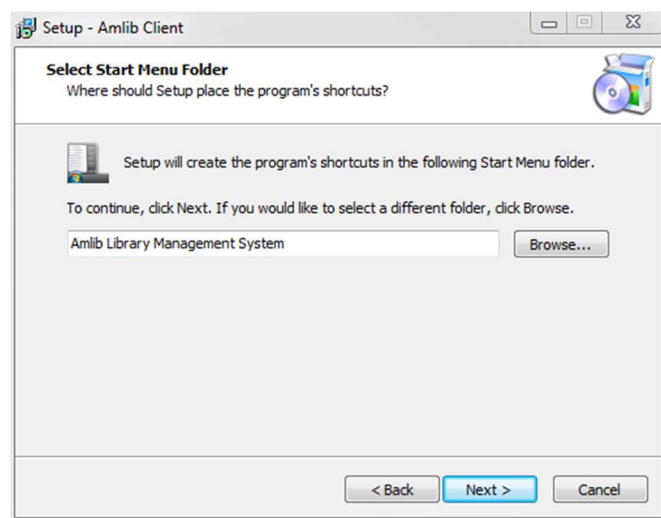 Setup - Amlib Client
Select Start Menu Folder
Where should Setup place the program's shortcuts?
Setup will create the program's shortcuts in the following Start Menu folder.
To continue, click Next. If you would like to select a different folder, click Browse.
Amlib Library Management System
Browse...
< Back
Next >
Cancel